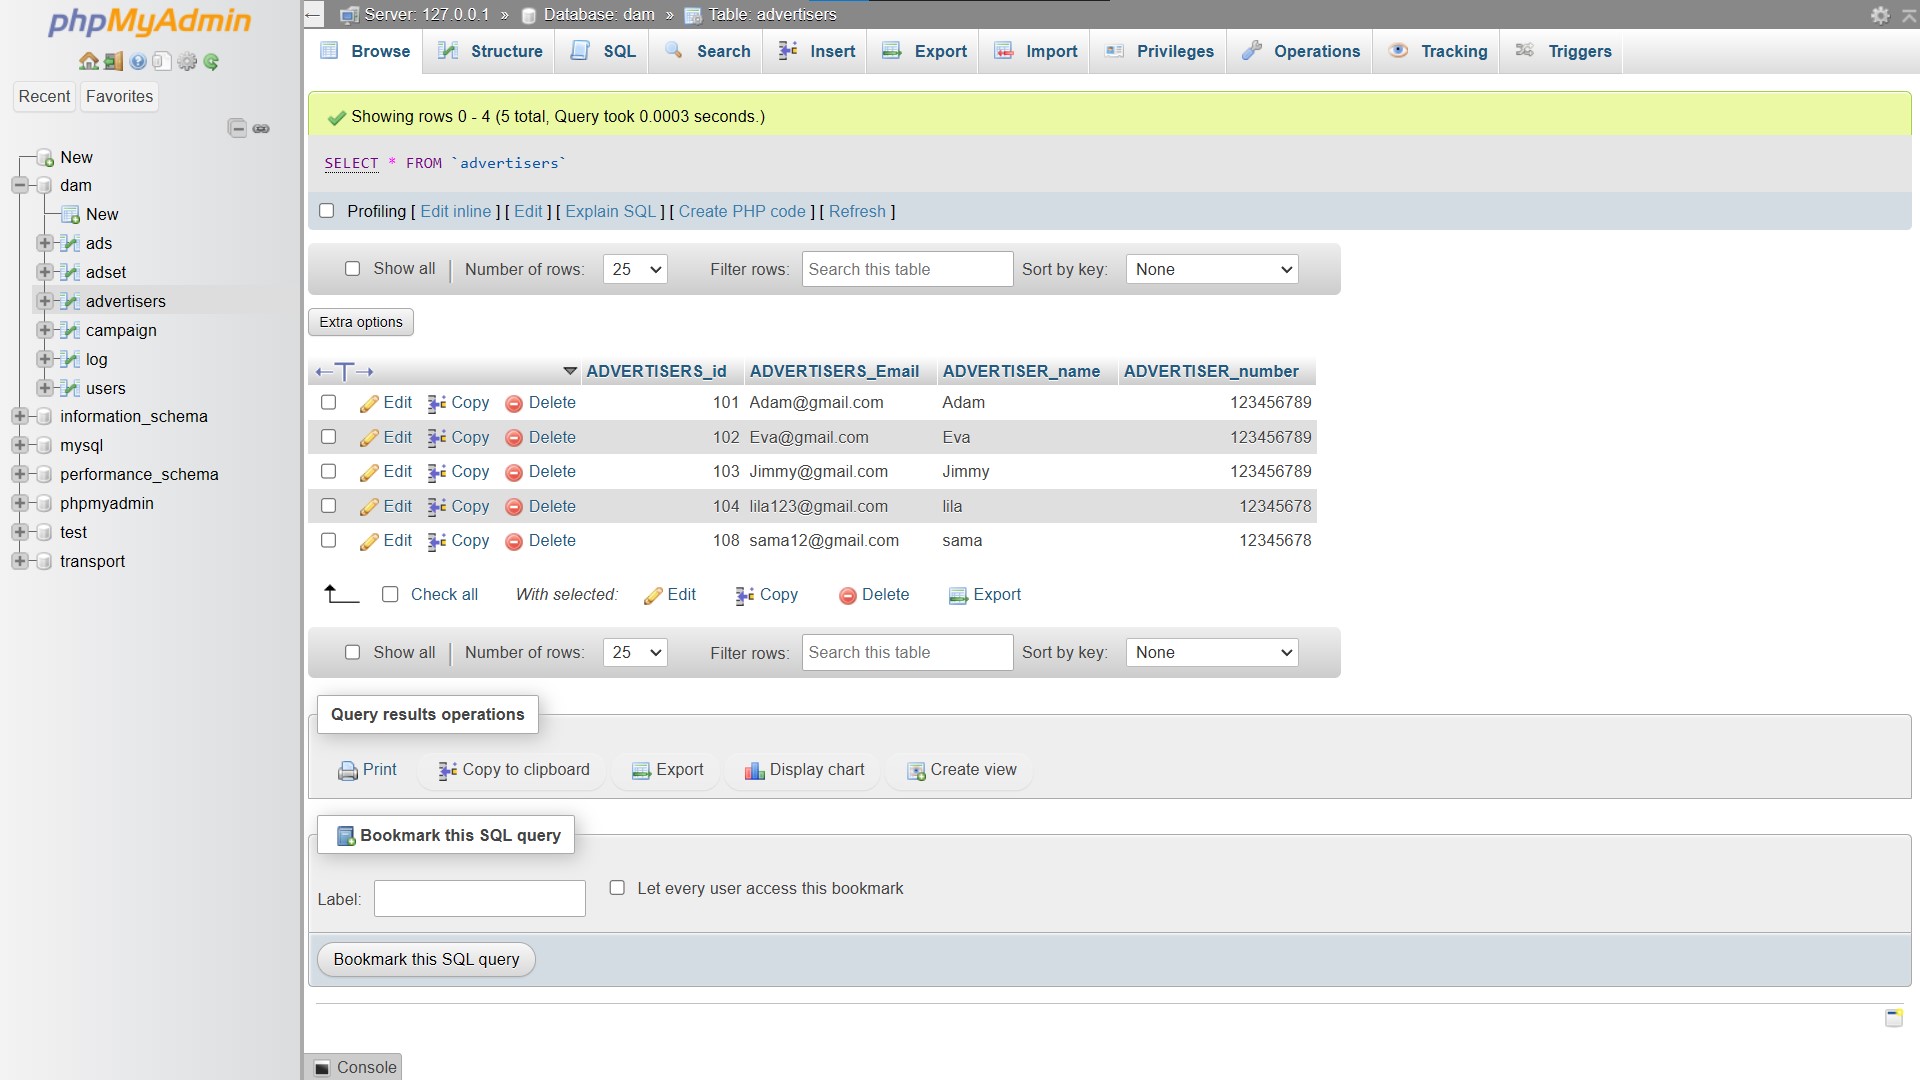 phpMyAdmin
Recent Favorites
New
dam
New
ads
adset
advertisers
campaign
log
users
information_schema
mysql
performance_schema
phpmyadmin
test
transport
Server: 127.0.0.1 » Database: dam » Table: advertisers
Browse Structure SQL Search Insert Export Import Privileges Operations Tracking Triggers
Showing rows 0 - 4 (5 total, Query took 0.0003 seconds.)
SELECT * FROM `advertisers`
Profiling [ Edit inline ] [ Edit ] [ Explain SQL ] [ Create PHP code ] [ Refresh ]
Show all | Number of rows: 25 Filter rows: Search this table Sort by key: None
Extra options
ADVERTISERS_id ADVERTISERS_Email ADVERTISER_name ADVERTISER_number
Edit Copy Delete 101 Adam@gmail.com Adam 123456789
Edit Copy Delete 102 Eva@gmail.com Eva 123456789
Edit Copy Delete 103 Jimmy@gmail.com Jimmy 123456789
Edit Copy Delete 104 lila123@gmail.com lila 12345678
Edit Copy Delete 108 sama12@gmail.com sama 12345678
Check all With selected: Edit Copy Delete Export
Show all | Number of rows: 25 Filter rows: Search this table Sort by key: None
Query results operations
Print Copy to clipboard Export Display chart Create view
Bookmark this SQL query
Label: Let every user access this bookmark
Bookmark this SQL query
Console